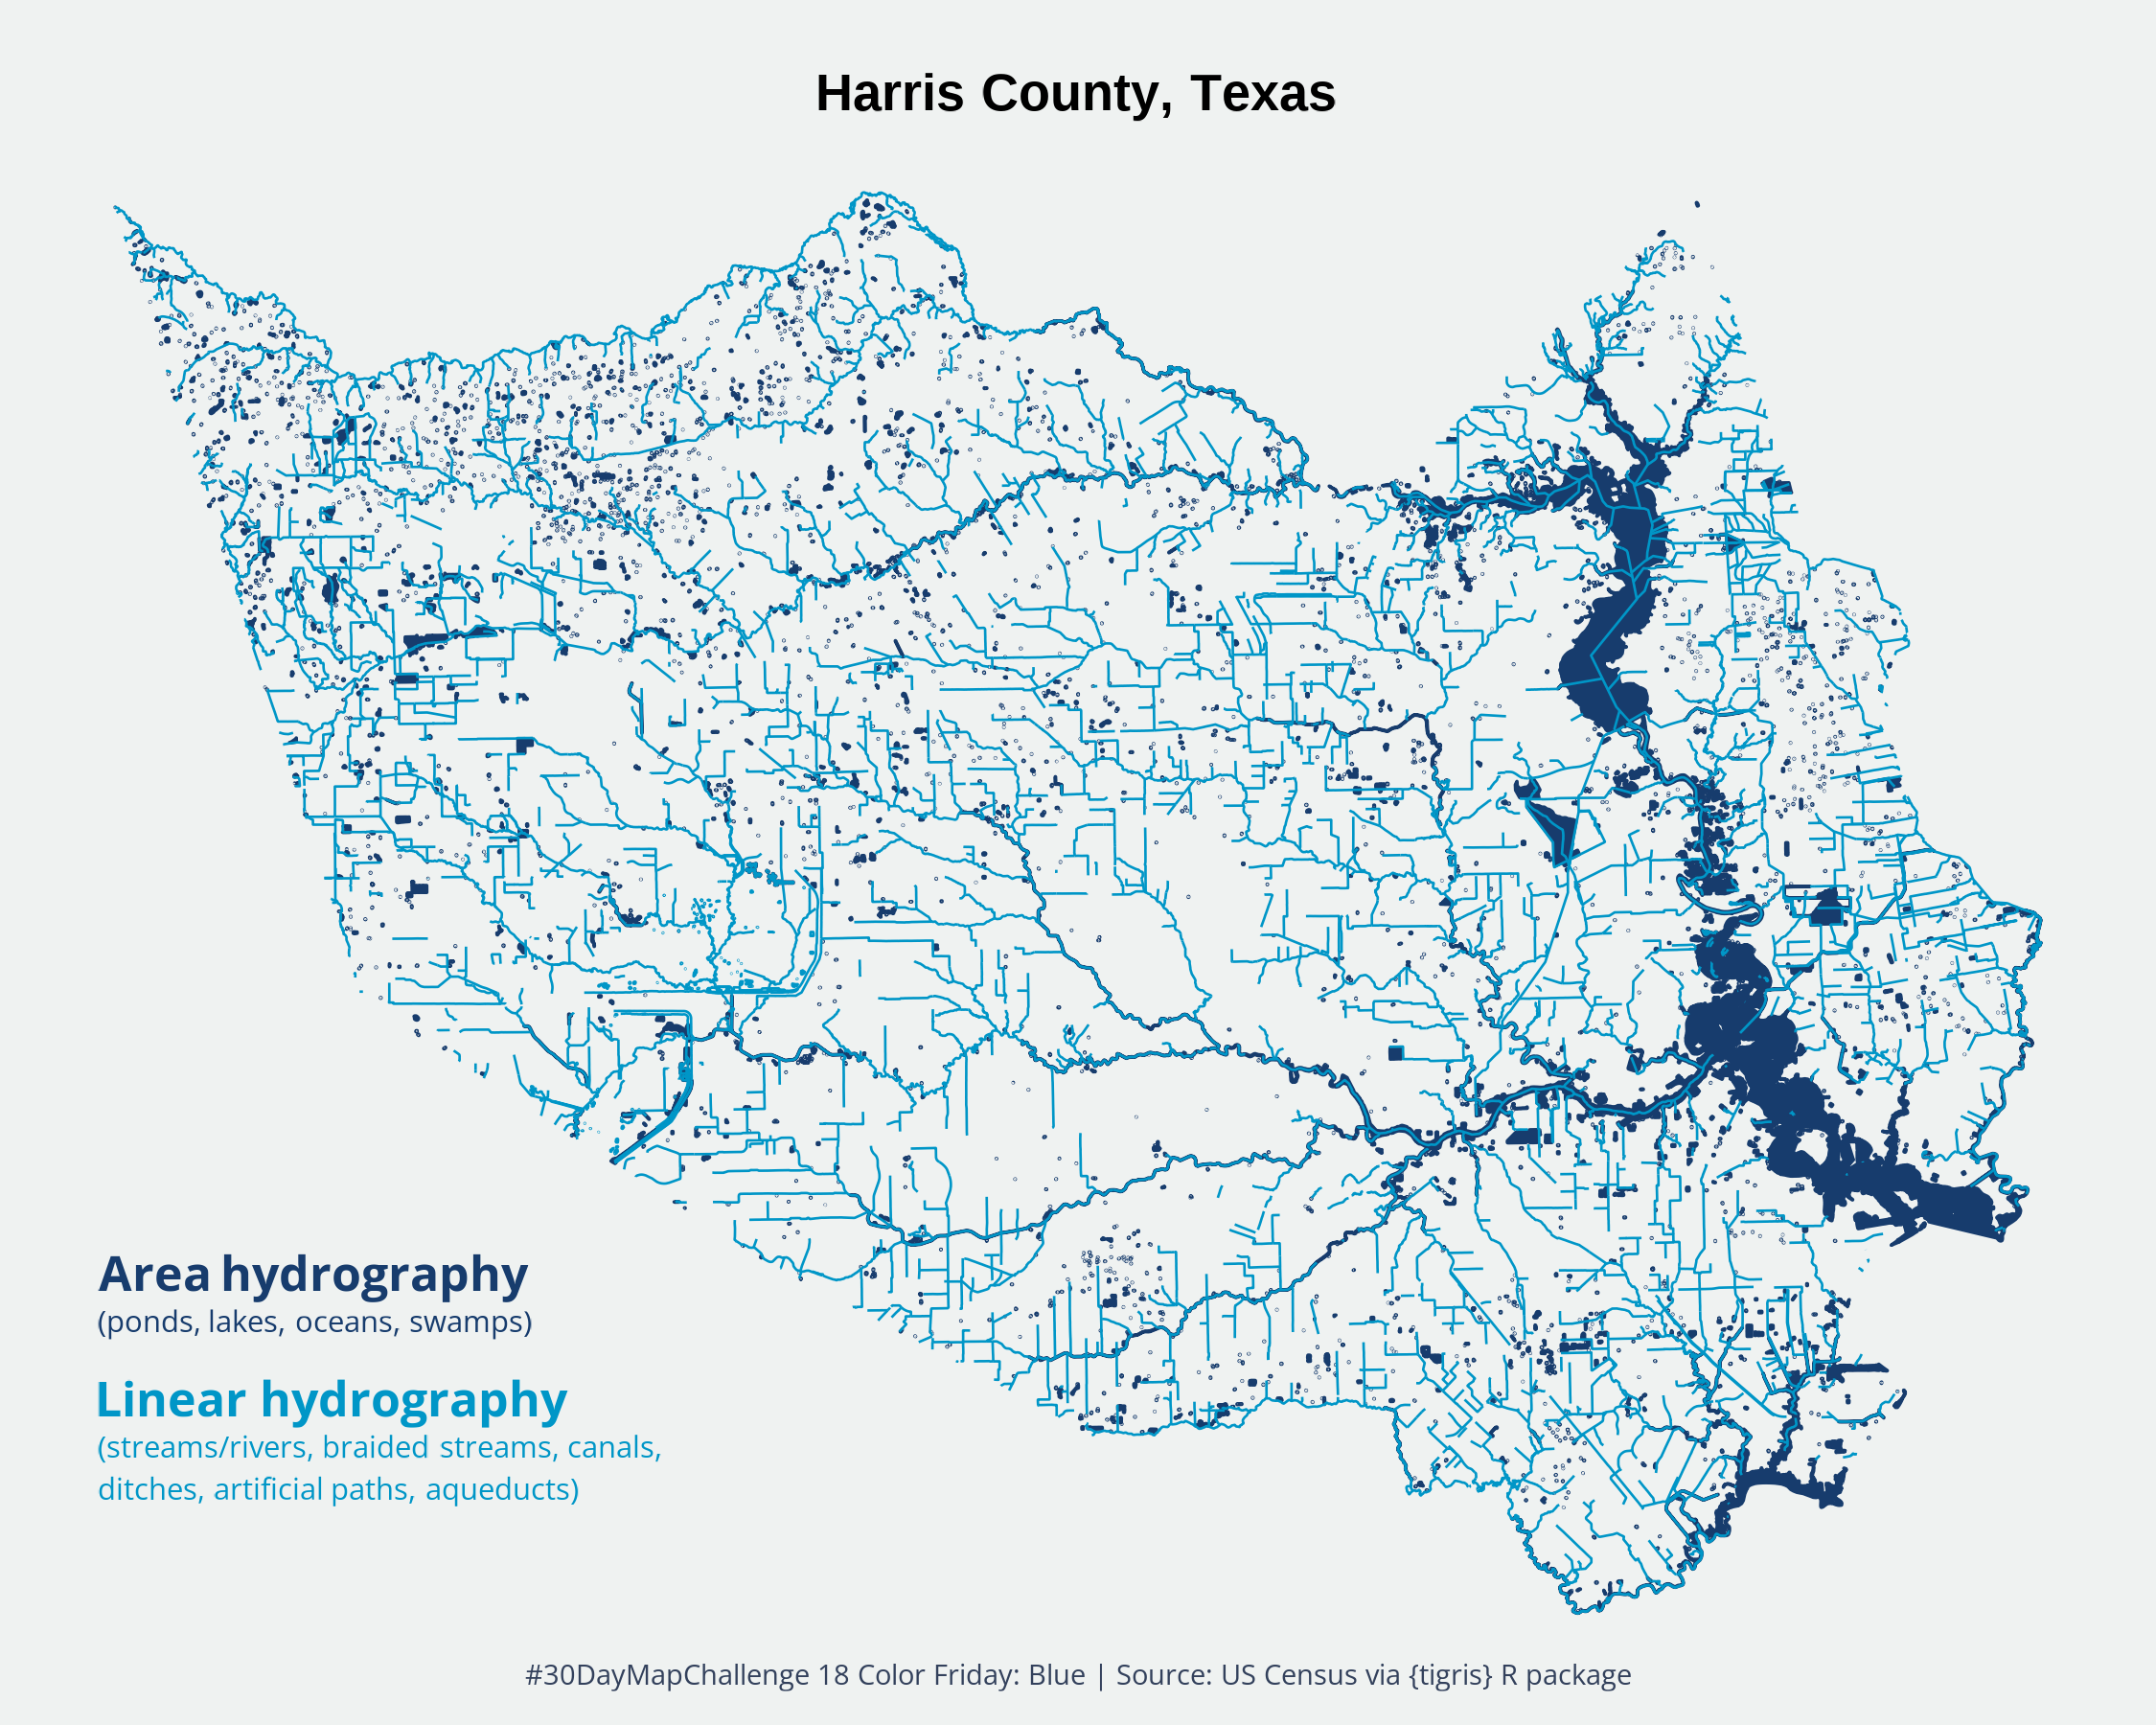 Harris County, Texas
Area hydrography
(ponds, lakes, oceans, swamps)
Linear hydrography
(streams/rivers, braided streams, canals,
ditches, artificial paths, aqueducts)
#30DayMapChallenge 18 Color Friday: Blue | Source: US Census via {tigris} R package